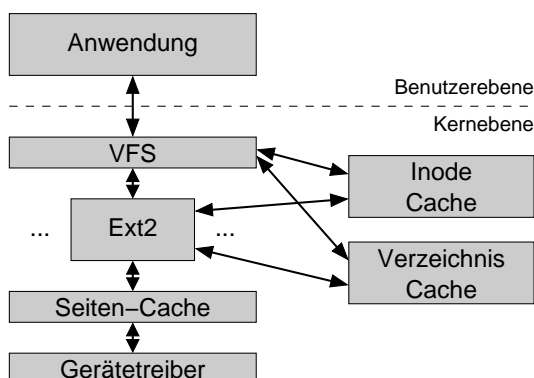 Anwendung
Benutzerebene
Kernebene
VFS
Inode
Cache
...
Ext2
...
Verzeichnis
Cache
Seiten−Cache
Gerätetreiber